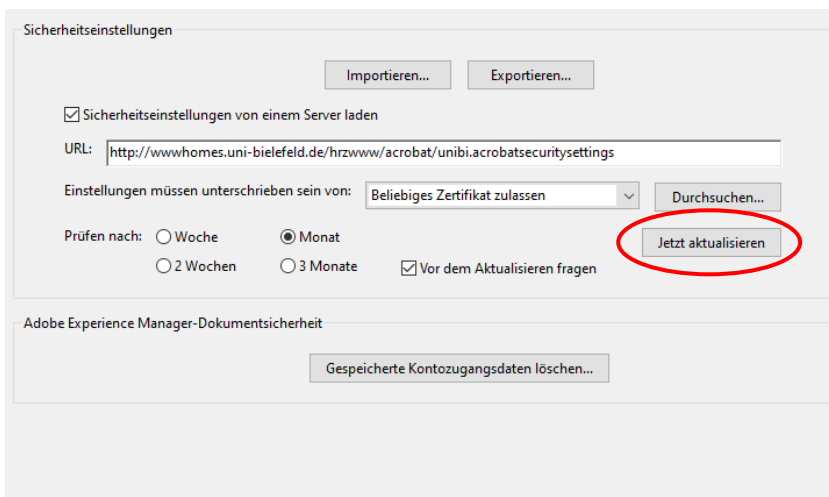 Sicherheitseinstellungen
Importieren... Exportieren...
Sicherheitseinstellungen von einem Server laden
URL: http://wwwhomes.uni-bielefeld.de/hrzwww/acrobat/unibi.acrobatsecuritysettings
Einstellungen müssen unterschrieben sein von: Beliebiges Zertifikat zulassen Durchsuchen...
Prüfen nach: Woche Monat Jetzt aktualisieren
2 Wochen 3 Monate Vor dem Aktualisieren fragen
Adobe Experience Manager-Dokumentsicherheit
Gespeicherte Kontozugangsdaten löschen...